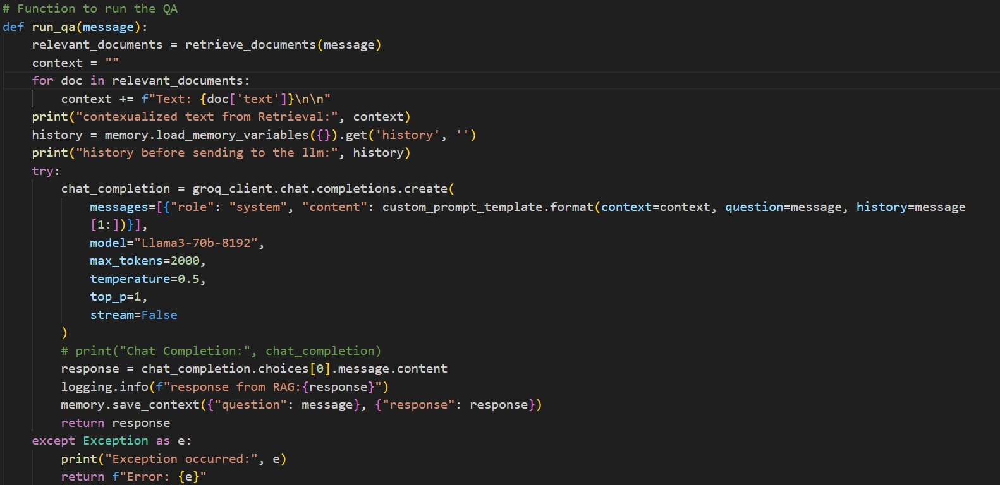 # Function to run the QA
def run_qa(message):
    relevant_documents = retrieve_documents(message)
    context = ""
    for doc in relevant_documents:
        context += f"Text: {doc['text']}\n\n"
    print("contexualized text from Retrieval:", context)
    history = memory.load_memory_variables({}).get('history', '')
    print("history before sending to the llm:", history)
    try:
        chat_completion = groq_client.chat.completions.create(
            messages=[{"role": "system", "content": custom_prompt_template.format(context=context, question=message, history=message
            [1:])}],
            model="Llama3-70b-8192",
            max_tokens=2000,
            temperature=0.5,
            top_p=1,
            stream=False
        )
        # print("Chat Completion:", chat_completion)
        response = chat_completion.choices[0].message.content
        logging.info(f"response from RAG:{response}")
        memory.save_context({"question": message}, {"response": response})
        return response
    except Exception as e:
        print("Exception occurred:", e)
        return f"Error: {e}"